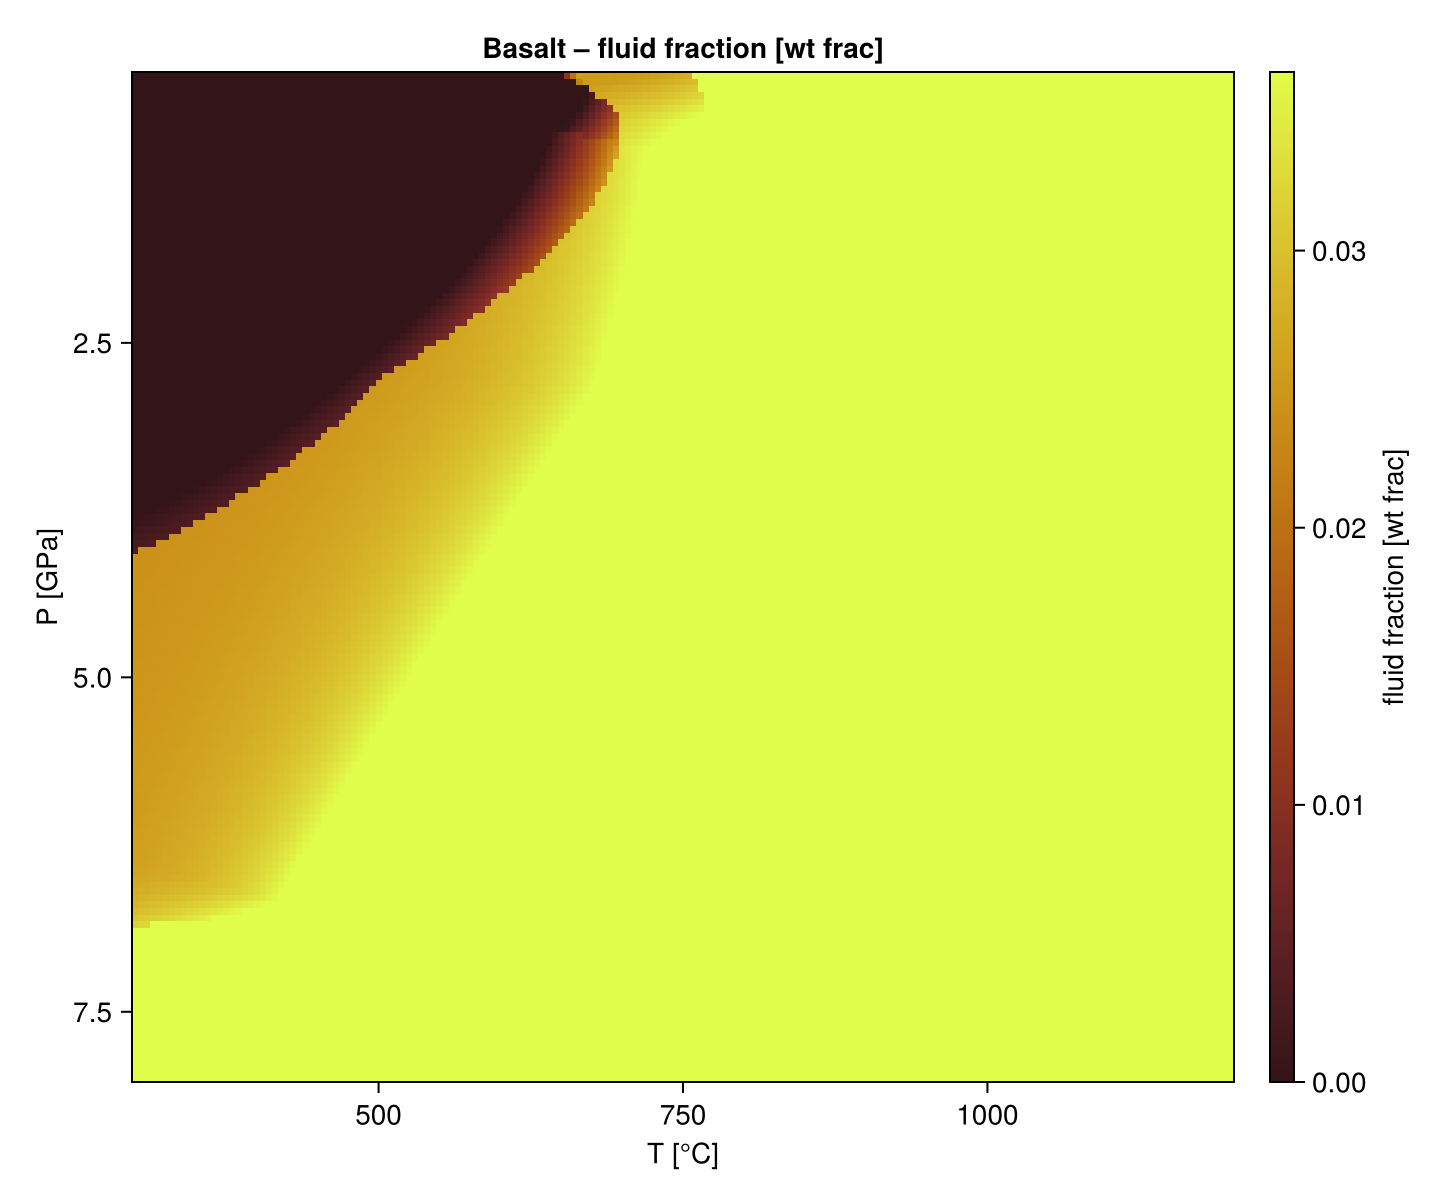 Basalt – fluid fraction [wt frac]
P [GPa]
2.5
5.0
7.5
500
750
1000
T [°C]
0.03
0.02
0.01
0.00
fluid fraction [wt frac]